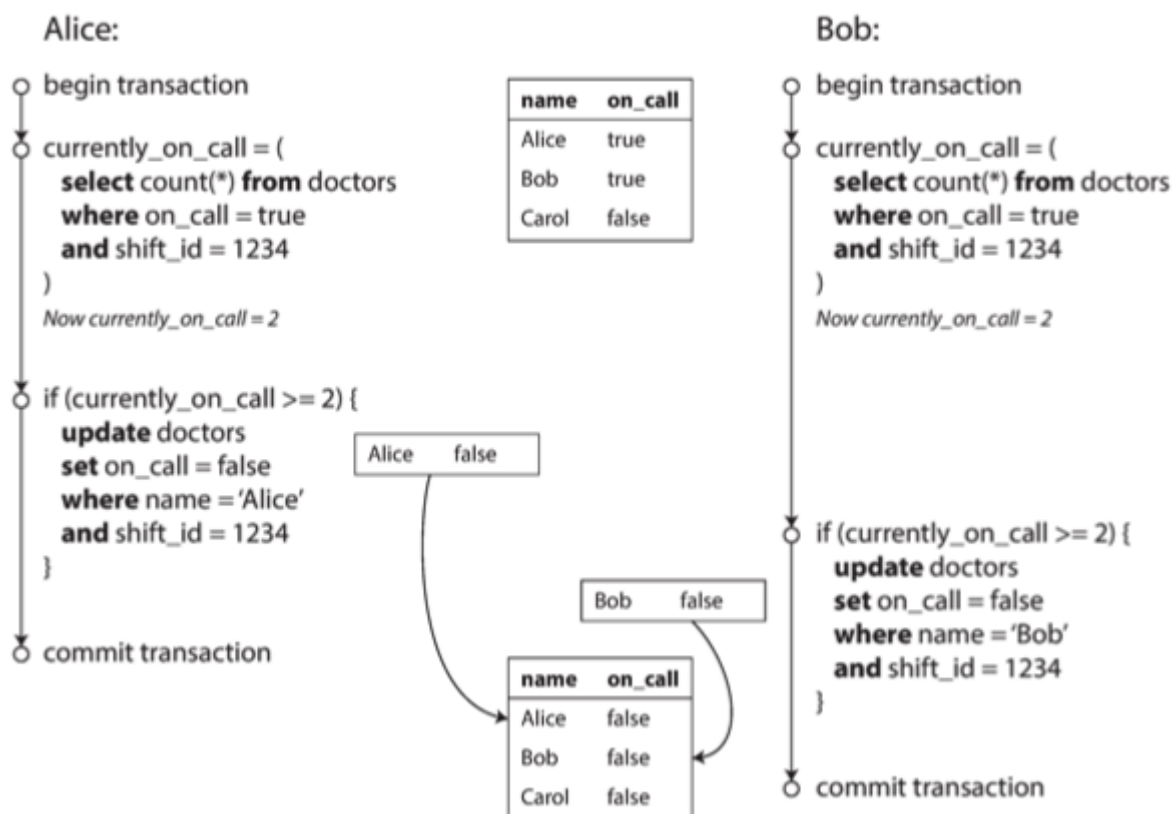 Alice:
begin transaction
currently_on_call = (
select count(*) from doctors
where on_call = true
and shift_id = 1234
)
Now currently_on_call = 2
if (currently_on_call >= 2) {
update doctors
set on_call = false
where name = ‘Alice’
and shift_id = 1234
}
commit transaction
name on_call
Alice true
Bob true
Carol false
Alice false
Bob false
name on_call
Alice false
Bob false
Carol false
Bob:
begin transaction
currently_on_call = (
select count(*) from doctors
where on_call = true
and shift_id = 1234
)
Now currently_on_call = 2
if (currently_on_call >= 2) {
update doctors
set on_call = false
where name = ‘Bob’
and shift_id = 1234
}
commit transaction